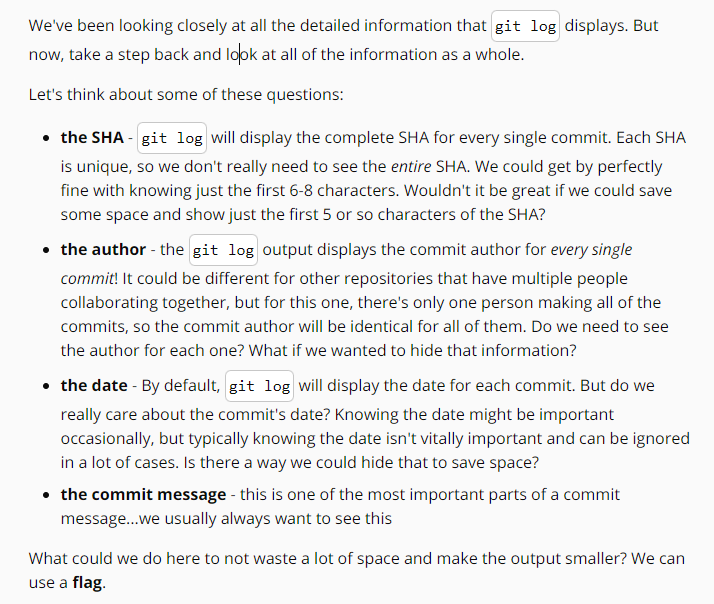 We've been looking closely at all the detailed information that git log displays. But
now, take a step back and look at all of the information as a whole.
Let's think about some of these questions:
• the SHA - git log will display the complete SHA for every single commit. Each SHA
is unique, so we don't really need to see the entire SHA. We could get by perfectly
fine with knowing just the first 6-8 characters. Wouldn't it be great if we could save
some space and show just the first 5 or so characters of the SHA?
• the author - the git log output displays the commit author for every single
commit! It could be different for other repositories that have multiple people
collaborating together, but for this one, there's only one person making all of the
commits, so the commit author will be identical for all of them. Do we need to see
the author for each one? What if we wanted to hide that information?
• the date - By default, git log will display the date for each commit. But do we
really care about the commit's date? Knowing the date might be important
occasionally, but typically knowing the date isn't vitally important and can be ignored
in a lot of cases. Is there a way we could hide that to save space?
• the commit message - this is one of the most important parts of a commit
message...we usually always want to see this
What could we do here to not waste a lot of space and make the output smaller? We can
use a flag.